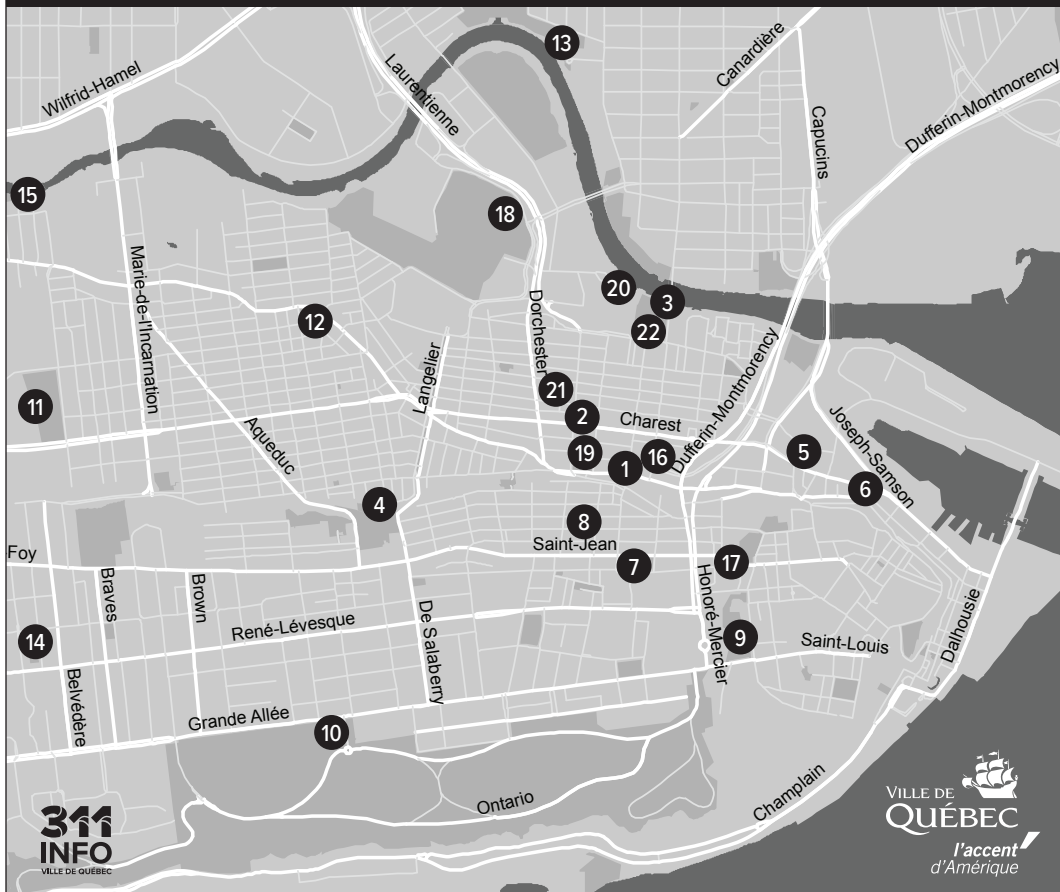 13
Canardière
Wilfrid-Hamel
Laurentienne
Dufferin-Montmorency
Capucins
15
18
Marie-de-l'Incarnation
20
3
12
Dorchester
22
Dufferin-Montmorency
Langelier
21
11
2
Charest
Joseph-Samson
Aqueduc
19
16
5
1
6
4
8
Saint-Jean
Foy
7
17
Braves
Brown
Honoré-Mercier
Dalhousie
René-Lévesque
De Salaberry
14
9
Saint-Louis
Belvédère
Grande Allée
10
Ontario
Champlain
311
INFO
VILLE DE QUÉBEC
VILLE DE
QUÉBEC
l'accent
d'Amérique